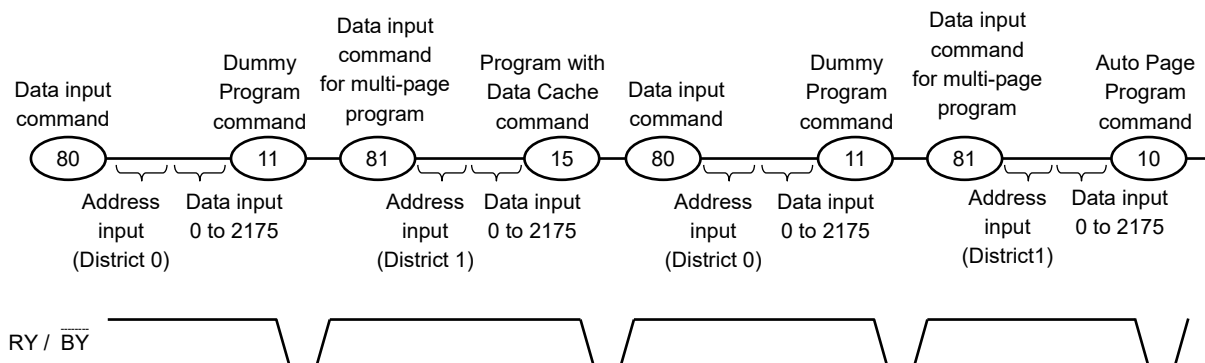 Data input
command
Dummy
Program
command
Data input
command
for multi-page
program
Program with
Data Cache
command
Data input
command
Dummy
Program
command
Data input
command
for multi-page
program
Auto Page
Program
command
80
11
81
15
80
11
81
10
Address
input
(District 0)
Data input
0 to 2175
Address
input
(District 1)
Data input
0 to 2175
Address
input
(District 0)
Data input
0 to 2175
Address
input
(District1)
Data input
0 to 2175
RY / BY